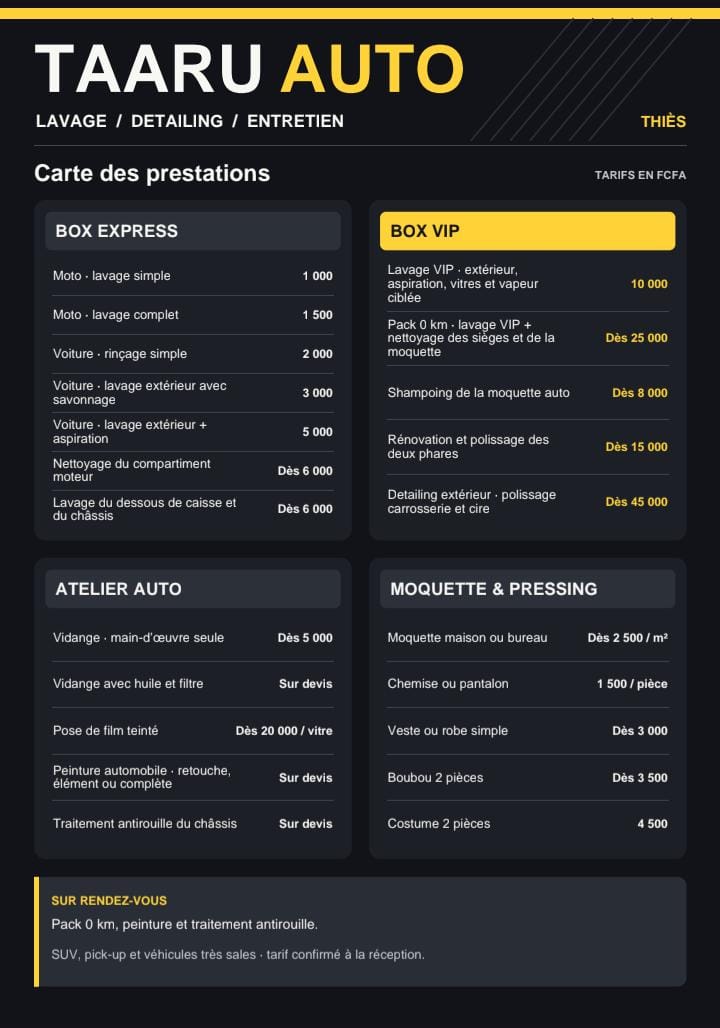 TAARU AUTO
LAVAGE / DETAILING / ENTRETIEN
THIÈS
Carte des prestations
TARIFS EN FCFA
BOX EXPRESS
Moto · lavage simple 1 000
Moto · lavage complet 1 500
Voiture · rinçage simple 2 000
Voiture · lavage extérieur avec
savonnage 3 000
Voiture · lavage extérieur +
aspiration 5 000
Nettoyage du compartiment
moteur Dès 6 000
Lavage du dessous de caisse et
du châssis Dès 6 000
BOX VIP
Lavage VIP · extérieur,
aspiration, vitres et vapeur 10 000
ciblée
Pack 0 km · lavage VIP +
nettoyage des sièges et de la Dès 25 000
moquette
Shampoing de la moquette auto Dès 8 000
Rénovation et polissage des
deux phares Dès 15 000
Detailing extérieur · polissage
carrosserie et cire Dès 45 000
ATELIER AUTO
Vidange · main-d'œuvre seule Dès 5 000
Vidange avec huile et filtre Sur devis
Pose de film teinté Dès 20 000 / vitre
Peinture automobile · retouche,
élément ou complète Sur devis
Traitement antirouille du châssis Sur devis
MOQUETTE & PRESSING
Moquette maison ou bureau Dès 2 500 / m²
Chemise ou pantalon 1 500 / pièce
Veste ou robe simple Dès 3 000
Boubou 2 pièces Dès 3 500
Costume 2 pièces 4 500
SUR RENDEZ-VOUS
Pack 0 km, peinture et traitement antirouille.
SUV, pick-up et véhicules très sales · tarif confirmé à la réception.